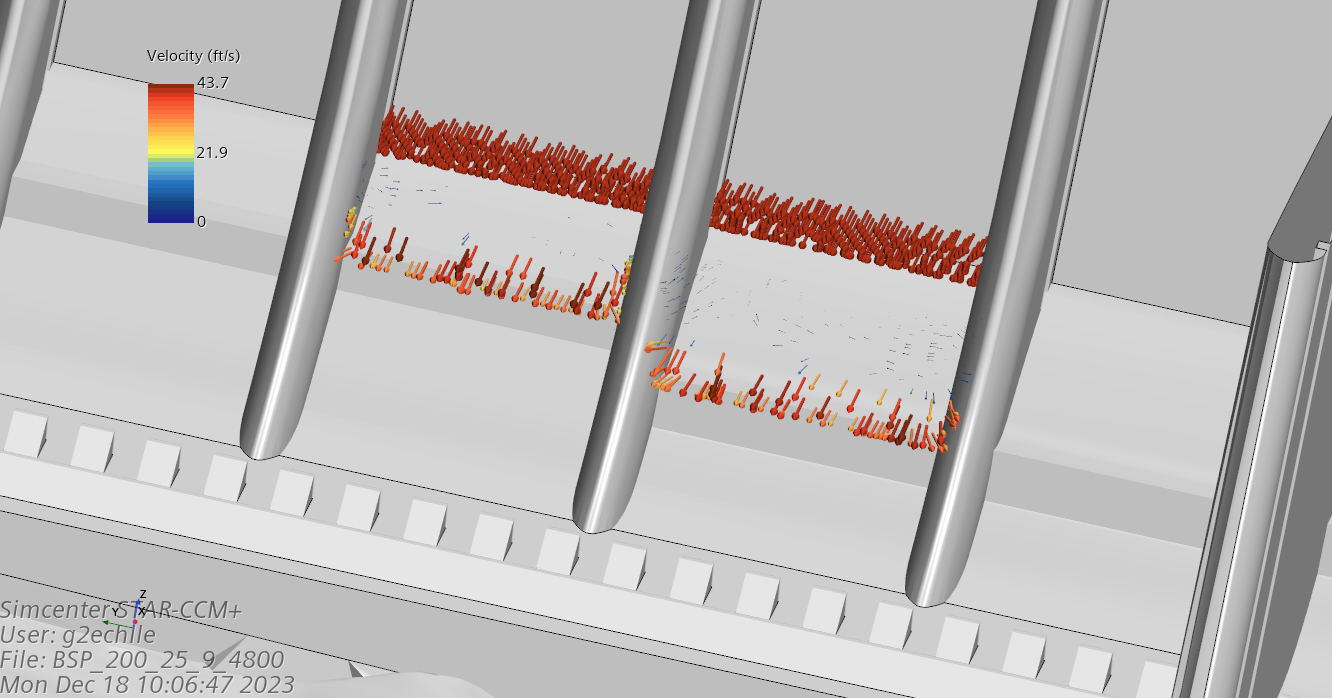 Velocity (ft/s)
43.7
21.9
0
Z
Y X
Simcenter STAR-CCM+
User: g2echlle
File: BSP_200_25_9_4800
Mon Dec 18 10:06:47 2023